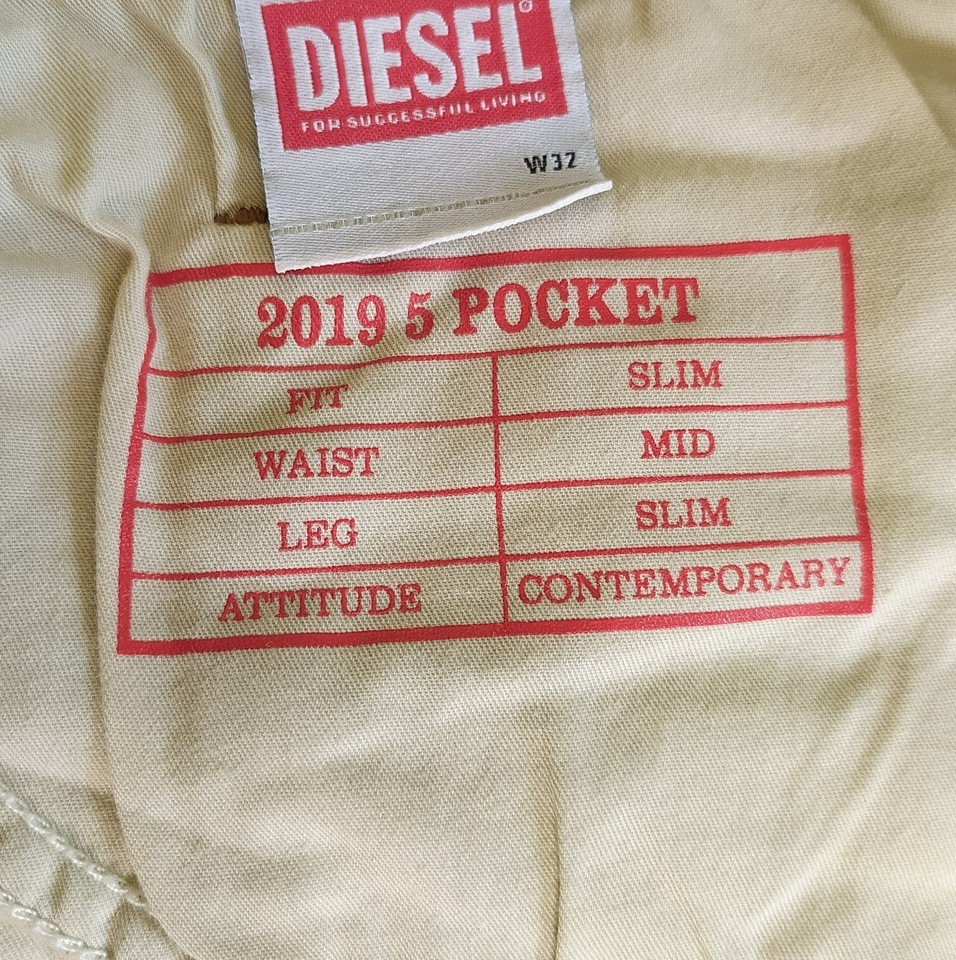 DIESEL®
FOR SUCCESSFUL LIVING
W32
2019 5 POCKET
FIT SLIM
WAIST MID
LEG SLIM
ATTITUDE CONTEMPORARY